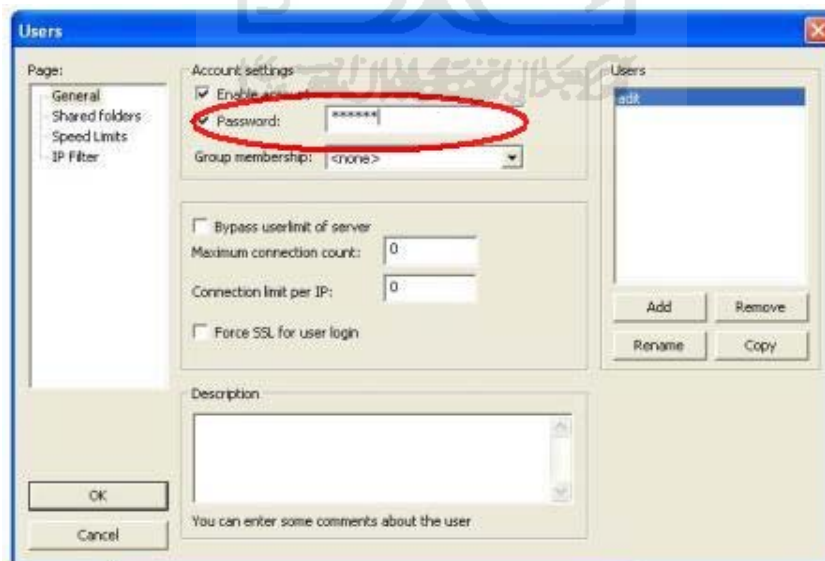 Users
Page:
General
Shared folders
Speed Limits
IP Filter
Account settings
Enable
Password: ******
Group membership: <none>
Bypass userlimit of server
Maximum connection count: 0
Connection limit per IP: 0
Force SSL for user login
Description
You can enter some comments about the user
Users
adit
Add Remove
Rename Copy
OK
Cancel